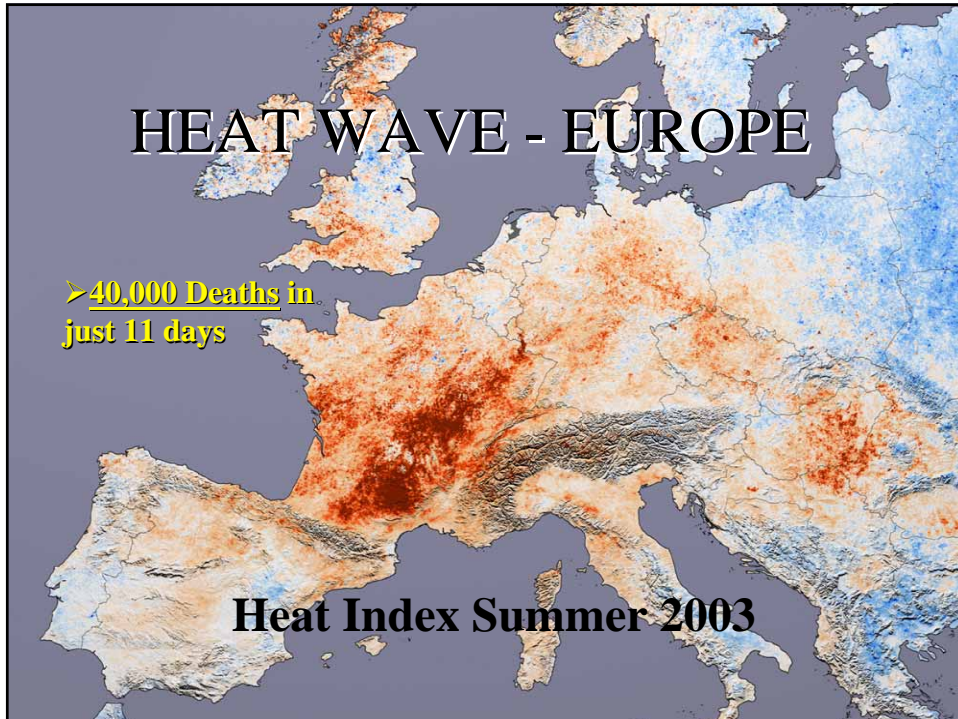 HEAT WAVE - EUROPE
➢40,000 Deaths in
just 11 days
Heat Index Summer 2003